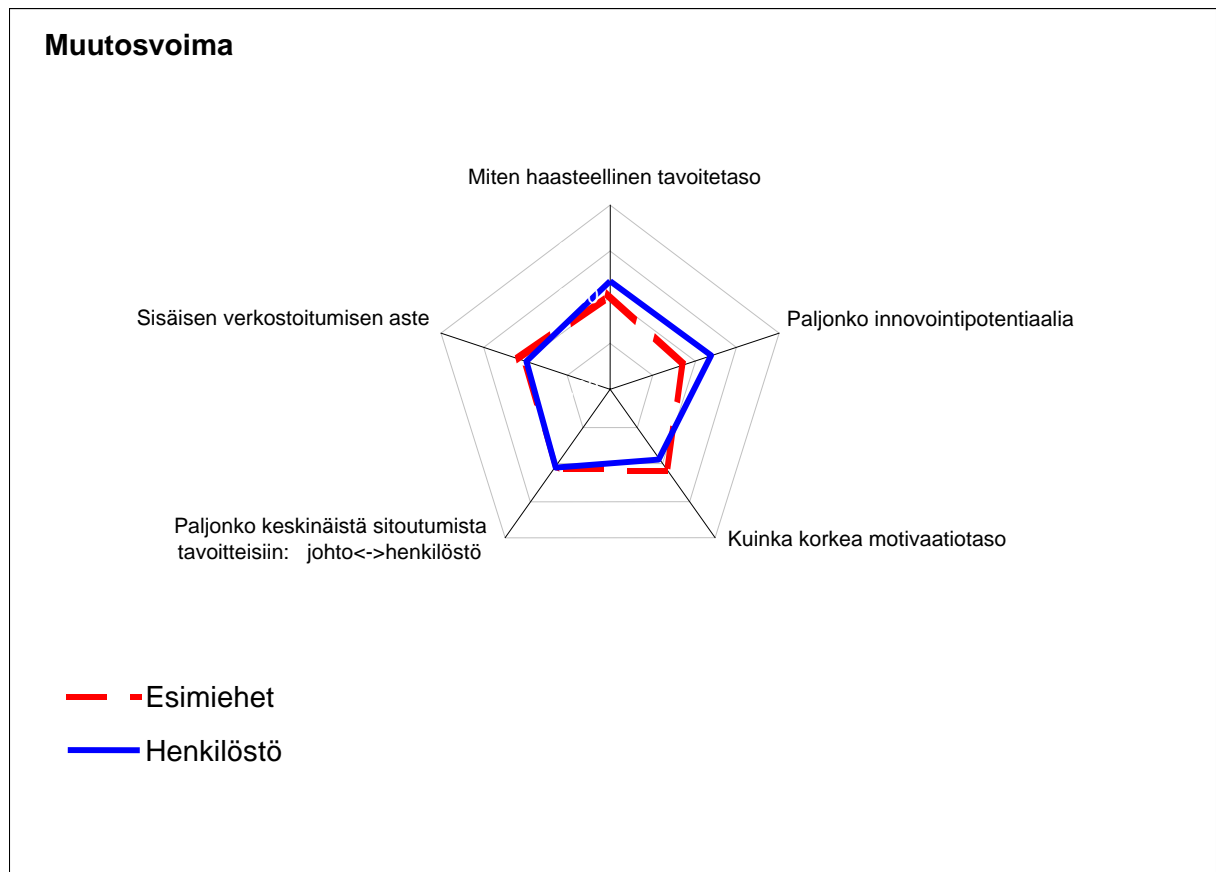 Muutosvoima
Miten haasteellinen tavoitetaso
Sisäisen verkostoitumisen aste
Paljonko innovointipotentiaalia
Paljonko keskinäistä sitoutumista
tavoitteisiin: johto<->henkilöstö
Kuinka korkea motivaatiotaso
Esimiehet
Henkilöstö